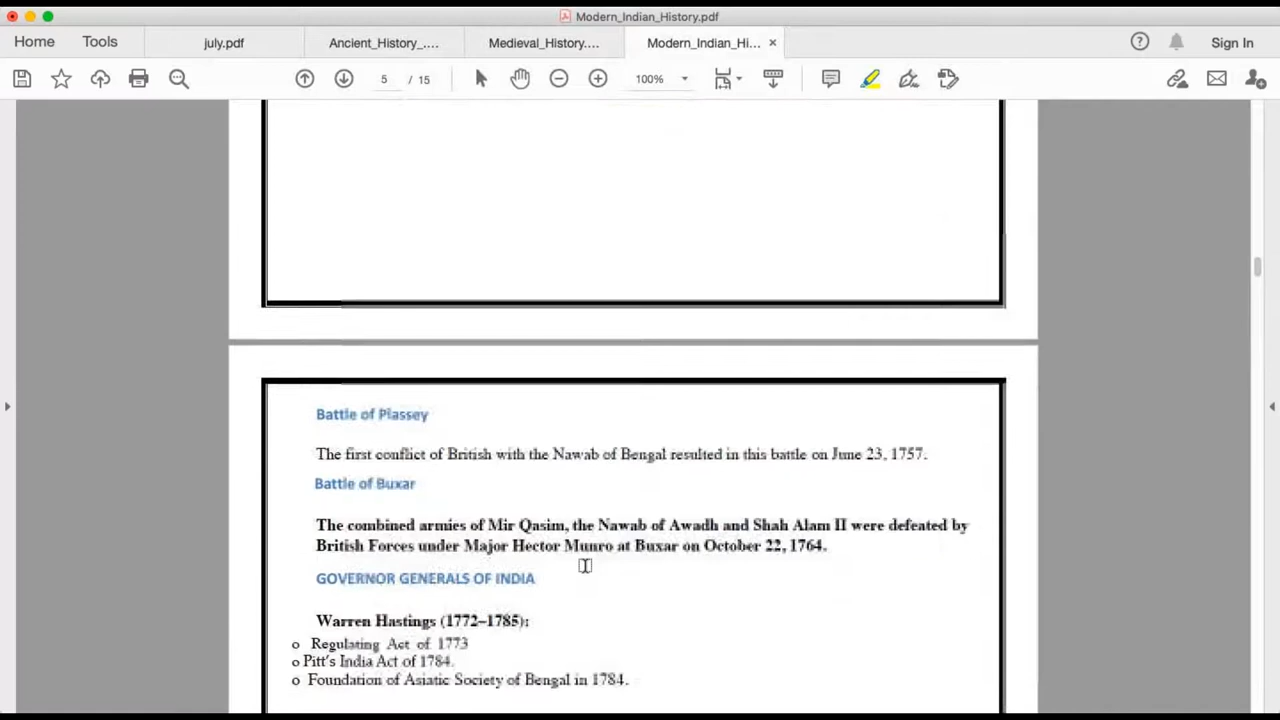 Modern_Indian_History.pdf
Home Tools july.pdf Ancient_History_.... Medieval_History.... Modern_Indian_Hi... × Sign In
5 / 15 100%
Battle of Plassey
The first conflict of British with the Nawab of Bengal resulted in this battle on June 23, 1757.
Battle of Buxar
The combined armies of Mir Qasim, the Nawab of Awadh and Shah Alam II were defeated by
British Forces under Major Hector Munro at Buxar on October 22, 1764.
GOVERNOR GENERALS OF INDIA
Warren Hastings (1772–1785):
o Regulating Act of 1773
o Pitt's India Act of 1784.
o Foundation of Asiatic Society of Bengal in 1784.